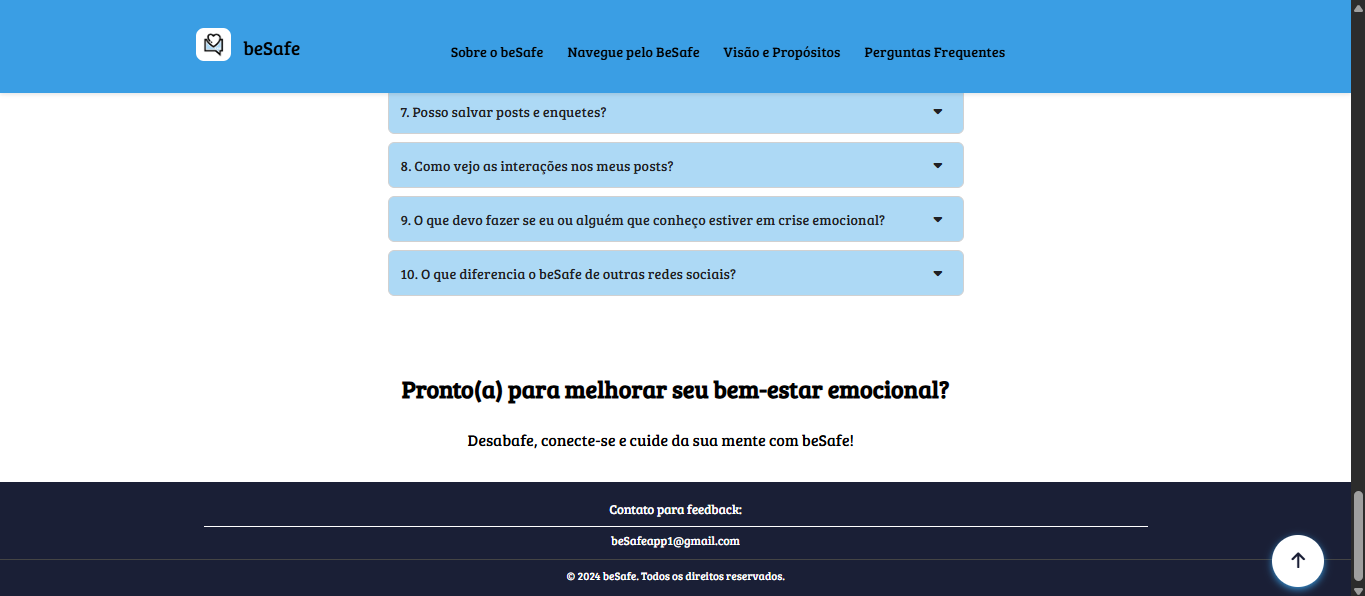 beSafe
Sobre o beSafe
Navegue pelo BeSafe
Visão e Propósitos
Perguntas Frequentes
7. Posso salvar posts e enquetes?
8. Como vejo as interações nos meus posts?
9. O que devo fazer se eu ou alguém que conheço estiver em crise emocional?
10. O que diferencia o beSafe de outras redes sociais?
Pronto(a) para melhorar seu bem-estar emocional?
Desabafe, conecte-se e cuide da sua mente com beSafe!
Contato para feedback:
beSafeapp1@gmail.com
© 2024 beSafe. Todos os direitos reservados.